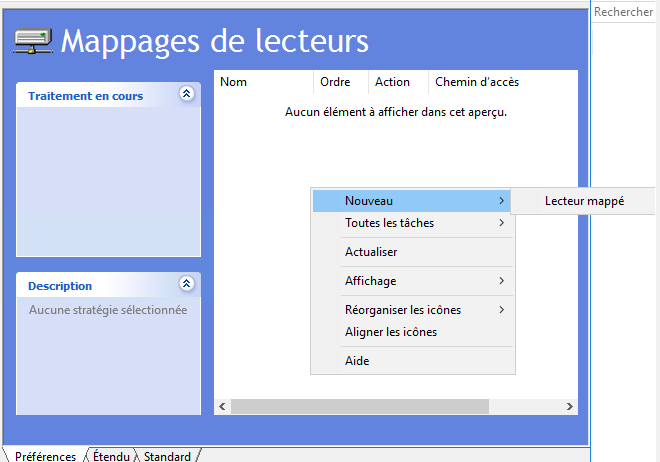 Rechercher
Mappages de lecteurs
Traitement en cours
Nom Ordre Action Chemin d'accès
Aucun élément à afficher dans cet aperçu.
Nouveau
Lecteur mappé
Toutes les tâches
Actualiser
Affichage
Réorganiser les icônes
Aligner les icônes
Aide
Description
Aucune stratégie sélectionnée
Préférences Étendu Standard